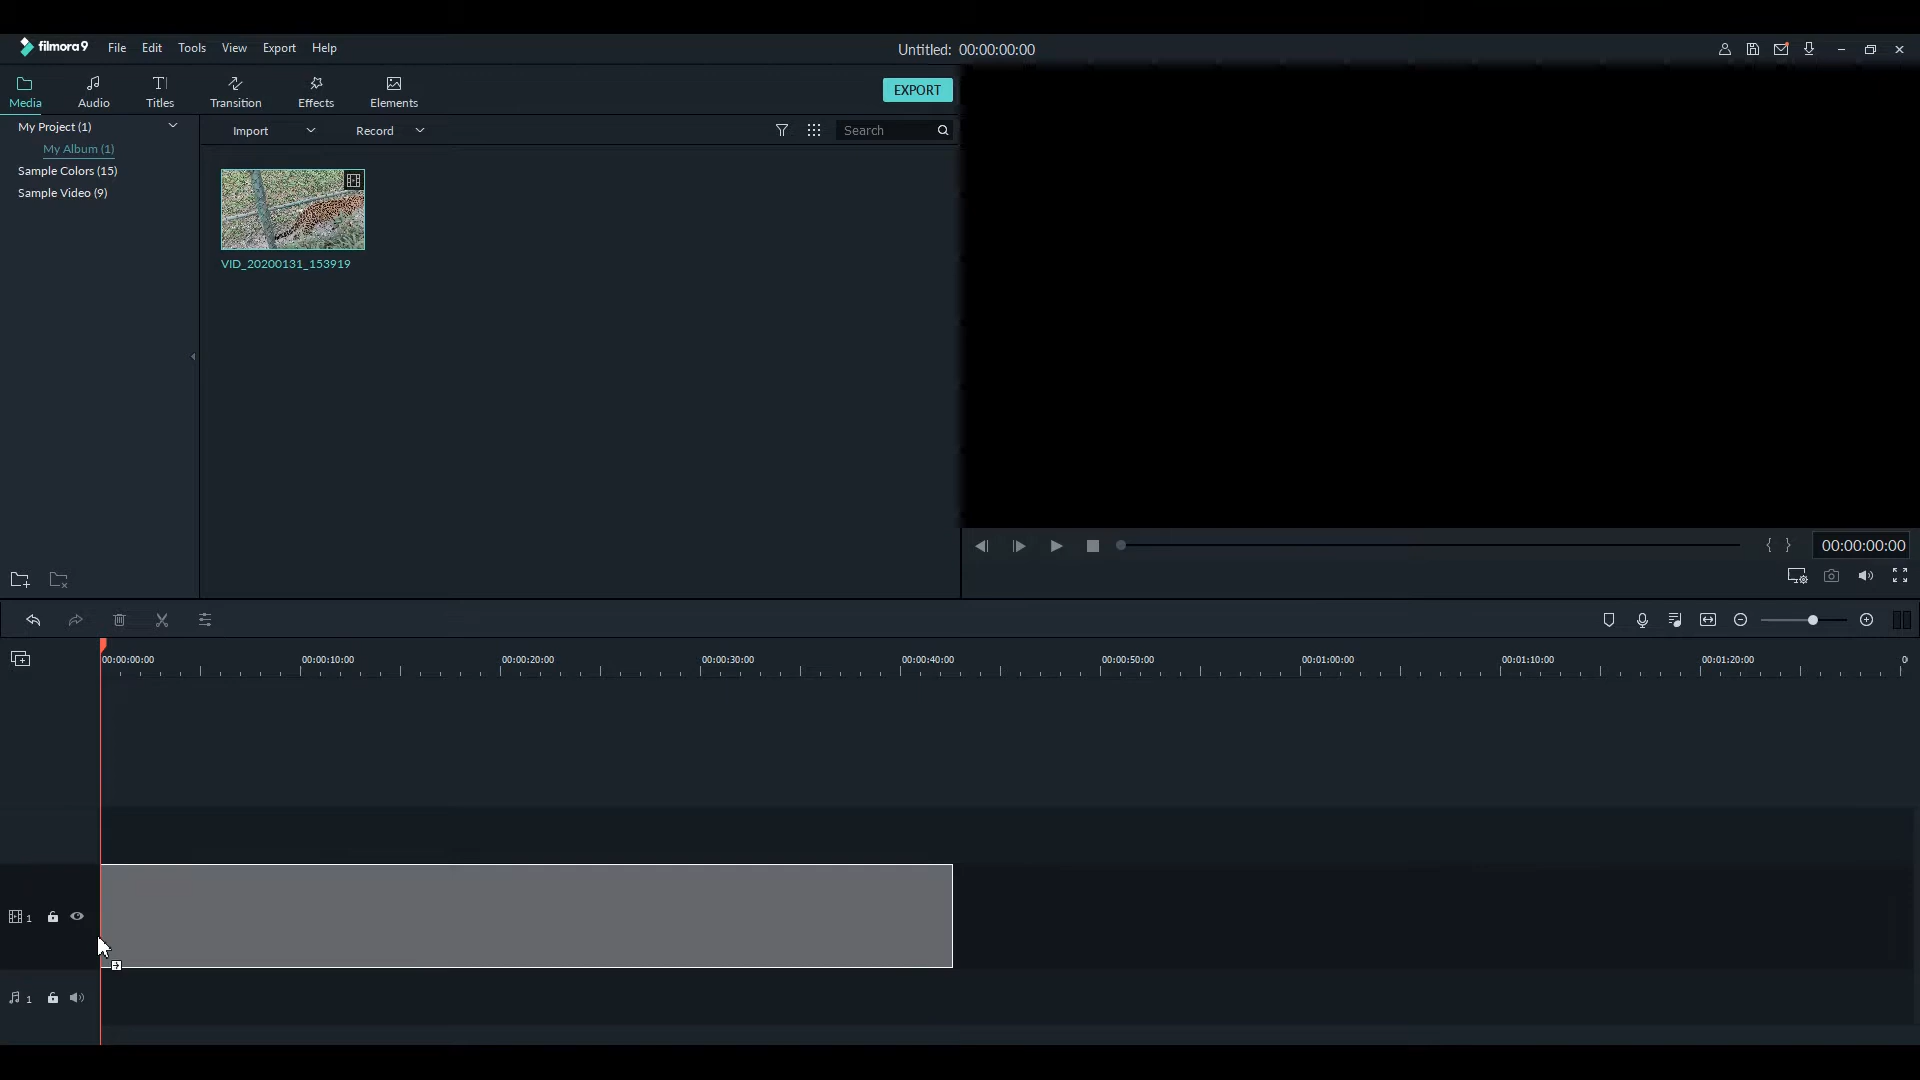 filmora9 File Edit Tools View Export Help
Untitled: 00:00:00:00
Media Audio Titles Transition Effects Elements
EXPORT
My Project (1)
Import Record Search
My Album (1)
Sample Colors (15)
Sample Video (9)
VID_20200131_153919
{ } 00:00:00:00
00:00:00:00 00:00:10:00 00:00:20:00 00:00:30:00 00:00:40:00 00:00:50:00 00:01:00:00 00:01:10:00 00:01:20:00 0
1
1